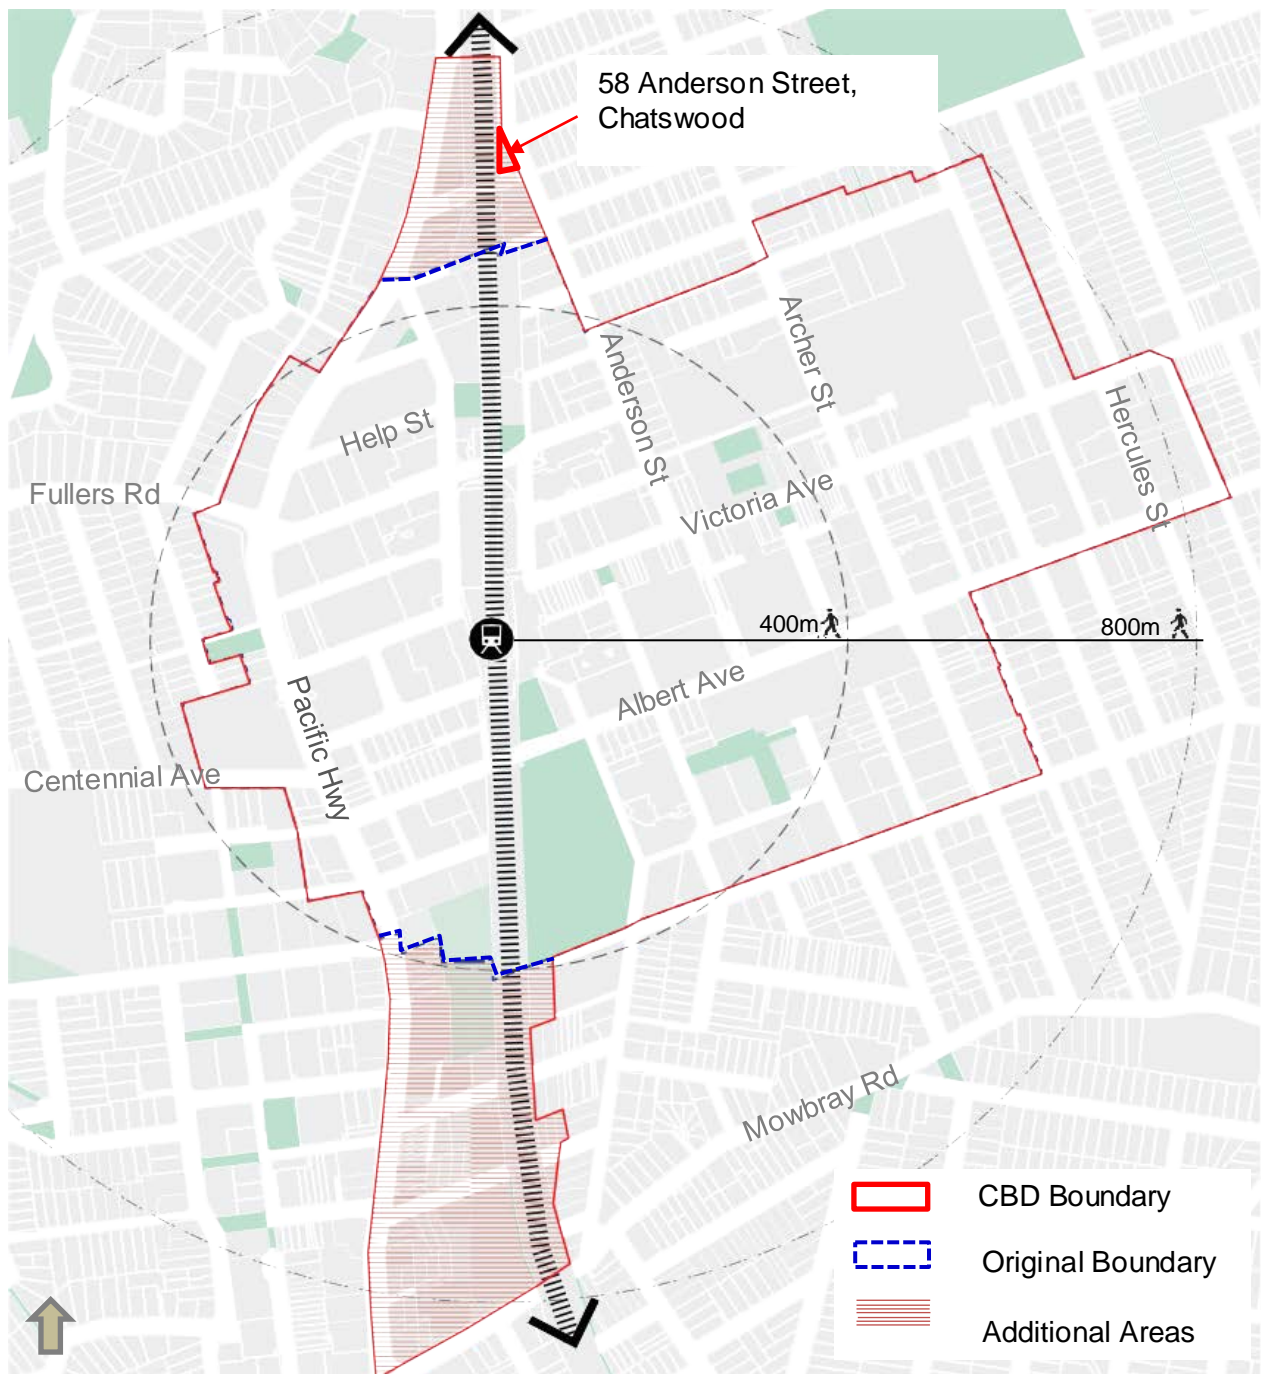 58 Anderson Street,
Chatswood
Archer St
Anderson St
Hercules St
Help St
Fullers Rd
Victoria Ave
400m
800m
Albert Ave
Pacific Hwy
Centennial Ave
Mowbray Rd
CBD Boundary
Original Boundary
Additional Areas